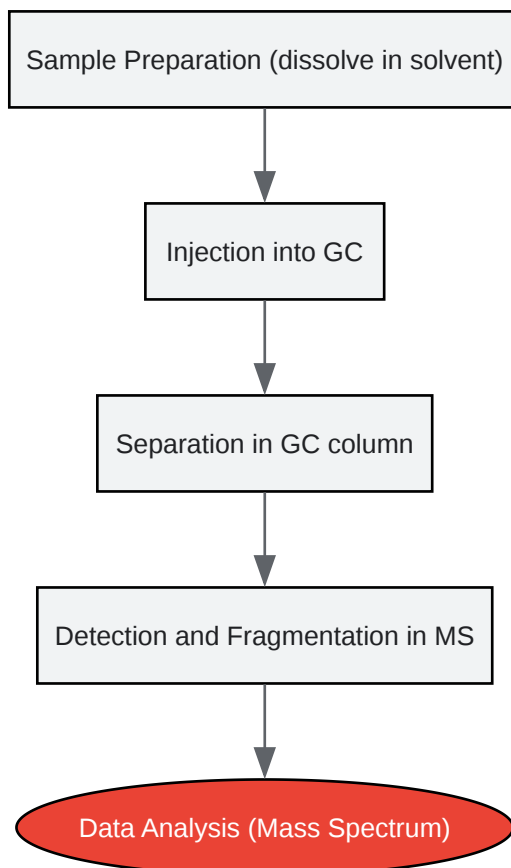 Sample Preparation (dissolve in solvent)
Injection into GC
Separation in GC column
Detection and Fragmentation in MS
Data Analysis (Mass Spectrum)